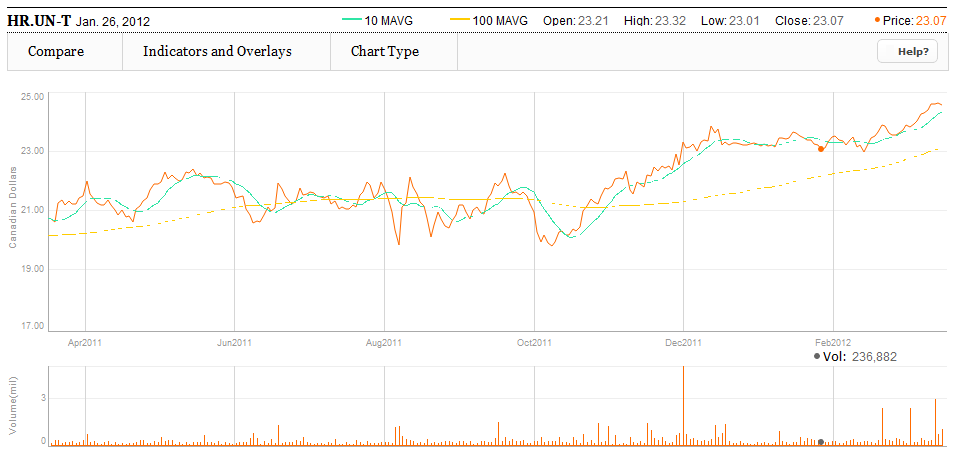 HR.UN-T Jan. 26, 2012 10 MAVG 100 MAVG Open: 23.21 High: 23.32 Low: 23.01 Close: 23.07 Price: 23.07
Compare Indicators and Overlays Chart Type Help?
Canadian Dollars
25.00
23.00
21.00
19.00
17.00
Apr2011 Jun2011 Aug2011 Oct2011 Dec2011 Feb2012
Vol: 236,882
Volume(mil)
3
0